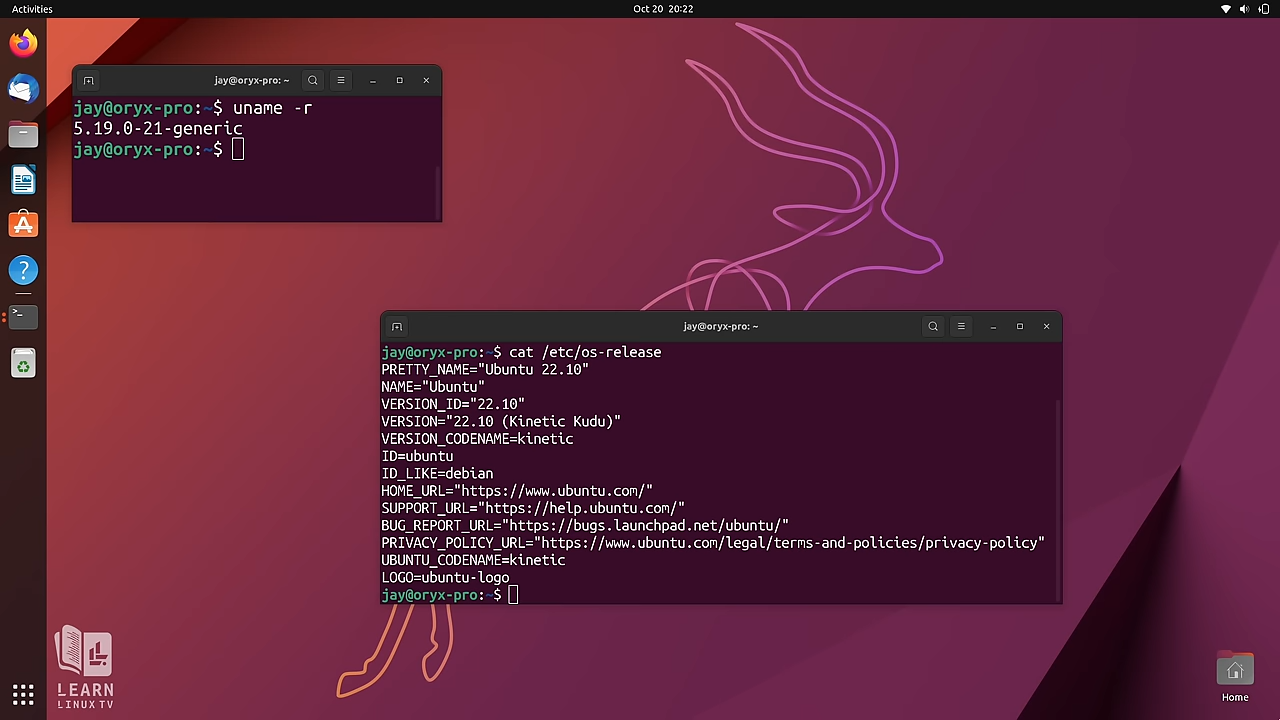 Activities
Oct 20 20:22
jay@oryx-pro: ~
jay@oryx-pro:~$ uname -r
5.19.0-21-generic
jay@oryx-pro:~$
jay@oryx-pro: ~
jay@oryx-pro:~$ cat /etc/os-release
PRETTY_NAME="Ubuntu 22.10"
NAME="Ubuntu"
VERSION_ID="22.10"
VERSION="22.10 (Kinetic Kudu)"
VERSION_CODENAME=kinetic
ID=ubuntu
ID_LIKE=debian
HOME_URL="https://www.ubuntu.com/"
SUPPORT_URL="https://help.ubuntu.com/"
BUG_REPORT_URL="https://bugs.launchpad.net/ubuntu/"
PRIVACY_POLICY_URL="https://www.ubuntu.com/legal/terms-and-policies/privacy-policy"
UBUNTU_CODENAME=kinetic
LOGO=ubuntu-logo
jay@oryx-pro:~$
LEARN
LINUX TV
Home